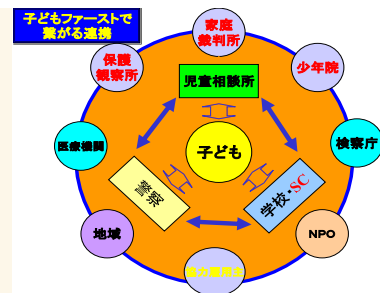 子どもファーストで
繋がる連携
家庭
裁判所
保護
観察所
少年院
児童相談所
医療機関
子ども
検察庁
警察
学校・SC
地域
NPO
協力雇用主